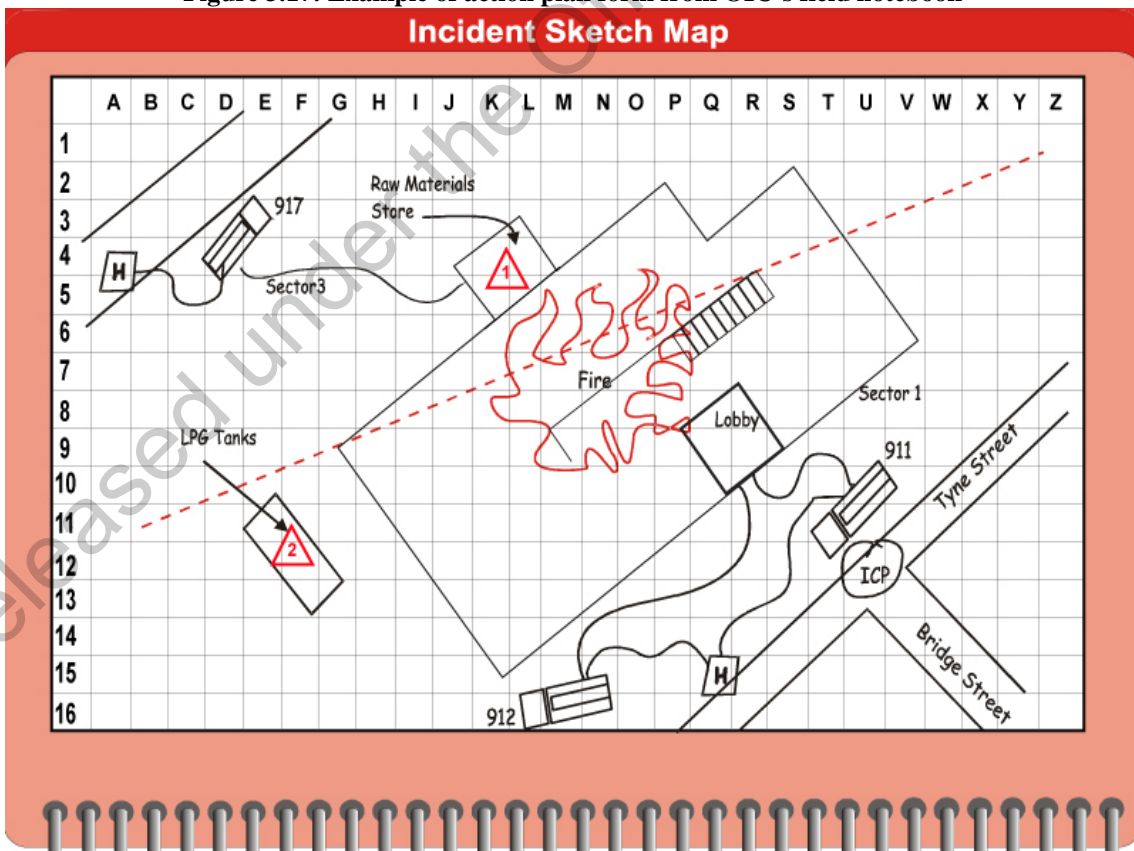 Incident Sketch Map
A B C D E F G H I J K L M N O P Q R S T U V W X Y Z
1
2
3
4
5
6
7
8
9
10
11
12
13
14
15
16
917
Raw Materials
Store
H
1
Sector3
Fire
Lobby
Sector 1
LPG Tanks
911
Tyne Street
2
ICP
Bridge Street
H
912